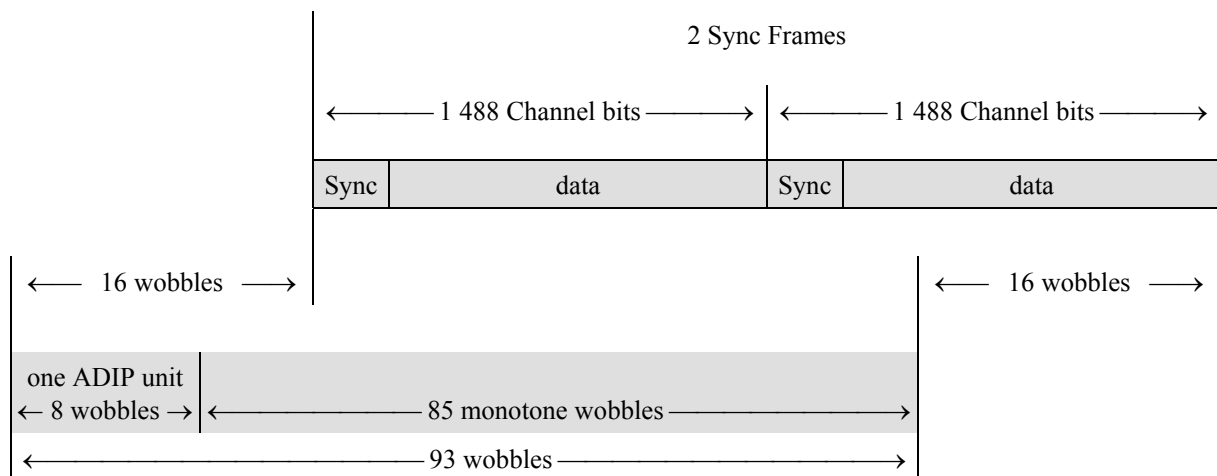 2 Sync Frames
1 488 Channel bits 1 488 Channel bits
Sync data Sync data
16 wobbles 16 wobbles
one ADIP unit
8 wobbles 85 monotone wobbles
93 wobbles